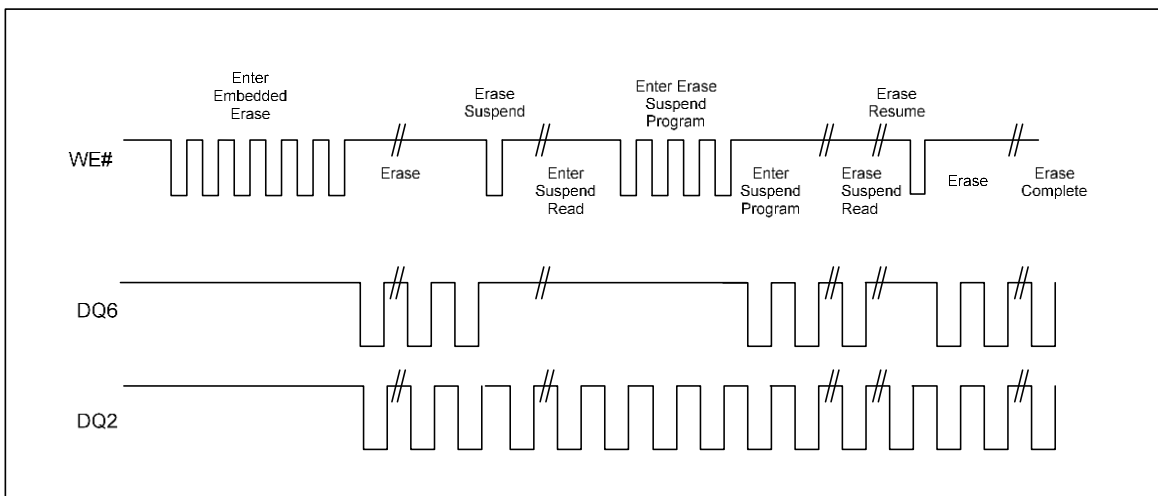 Enter
Embedded
Erase
Erase
Suspend
Enter Erase
Suspend
Program
Erase
Resume
WE#
Erase
Enter
Suspend
Read
Enter
Suspend
Program
Erase
Suspend
Read
Erase
Erase
Complete
DQ6
DQ2